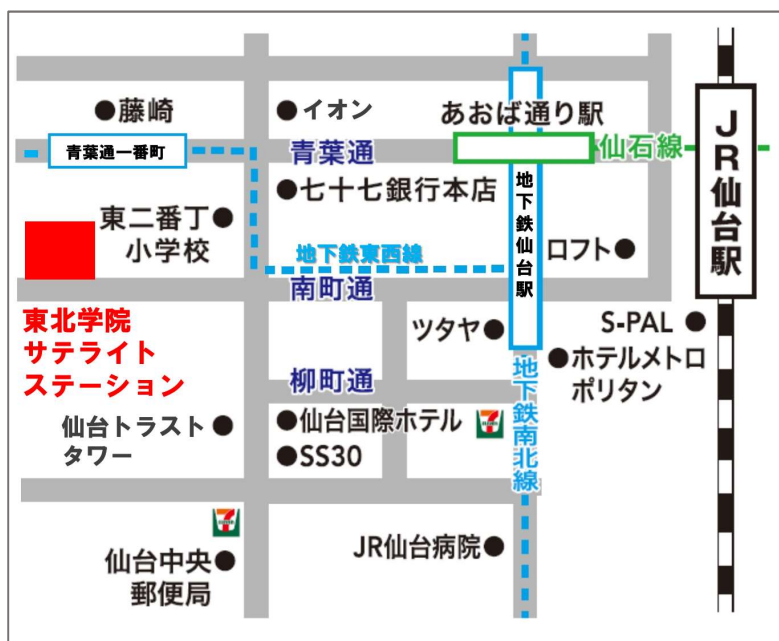 ●藤崎
●イオン
あおば通り駅
JR仙台駅
青葉通一番町
青葉通
仙石線
●七十七銀行本店
地下鉄仙台駅
東二番丁●
小学校
地下鉄東西線
ロフト●
南町通
東北学院
サテライト
ステーション
ツタヤ●
S-PAL ●
●ホテルメトロ
ポリタン
柳町通
地下鉄南北線
仙台トラスト●
タワー
●仙台国際ホテル
●SS30
JR仙台病院●
仙台中央●
郵便局